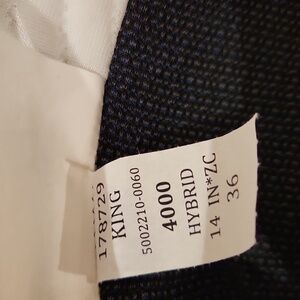 178729
KING
5002210-0060
4000
HYBRID
14 IN*ZC
36